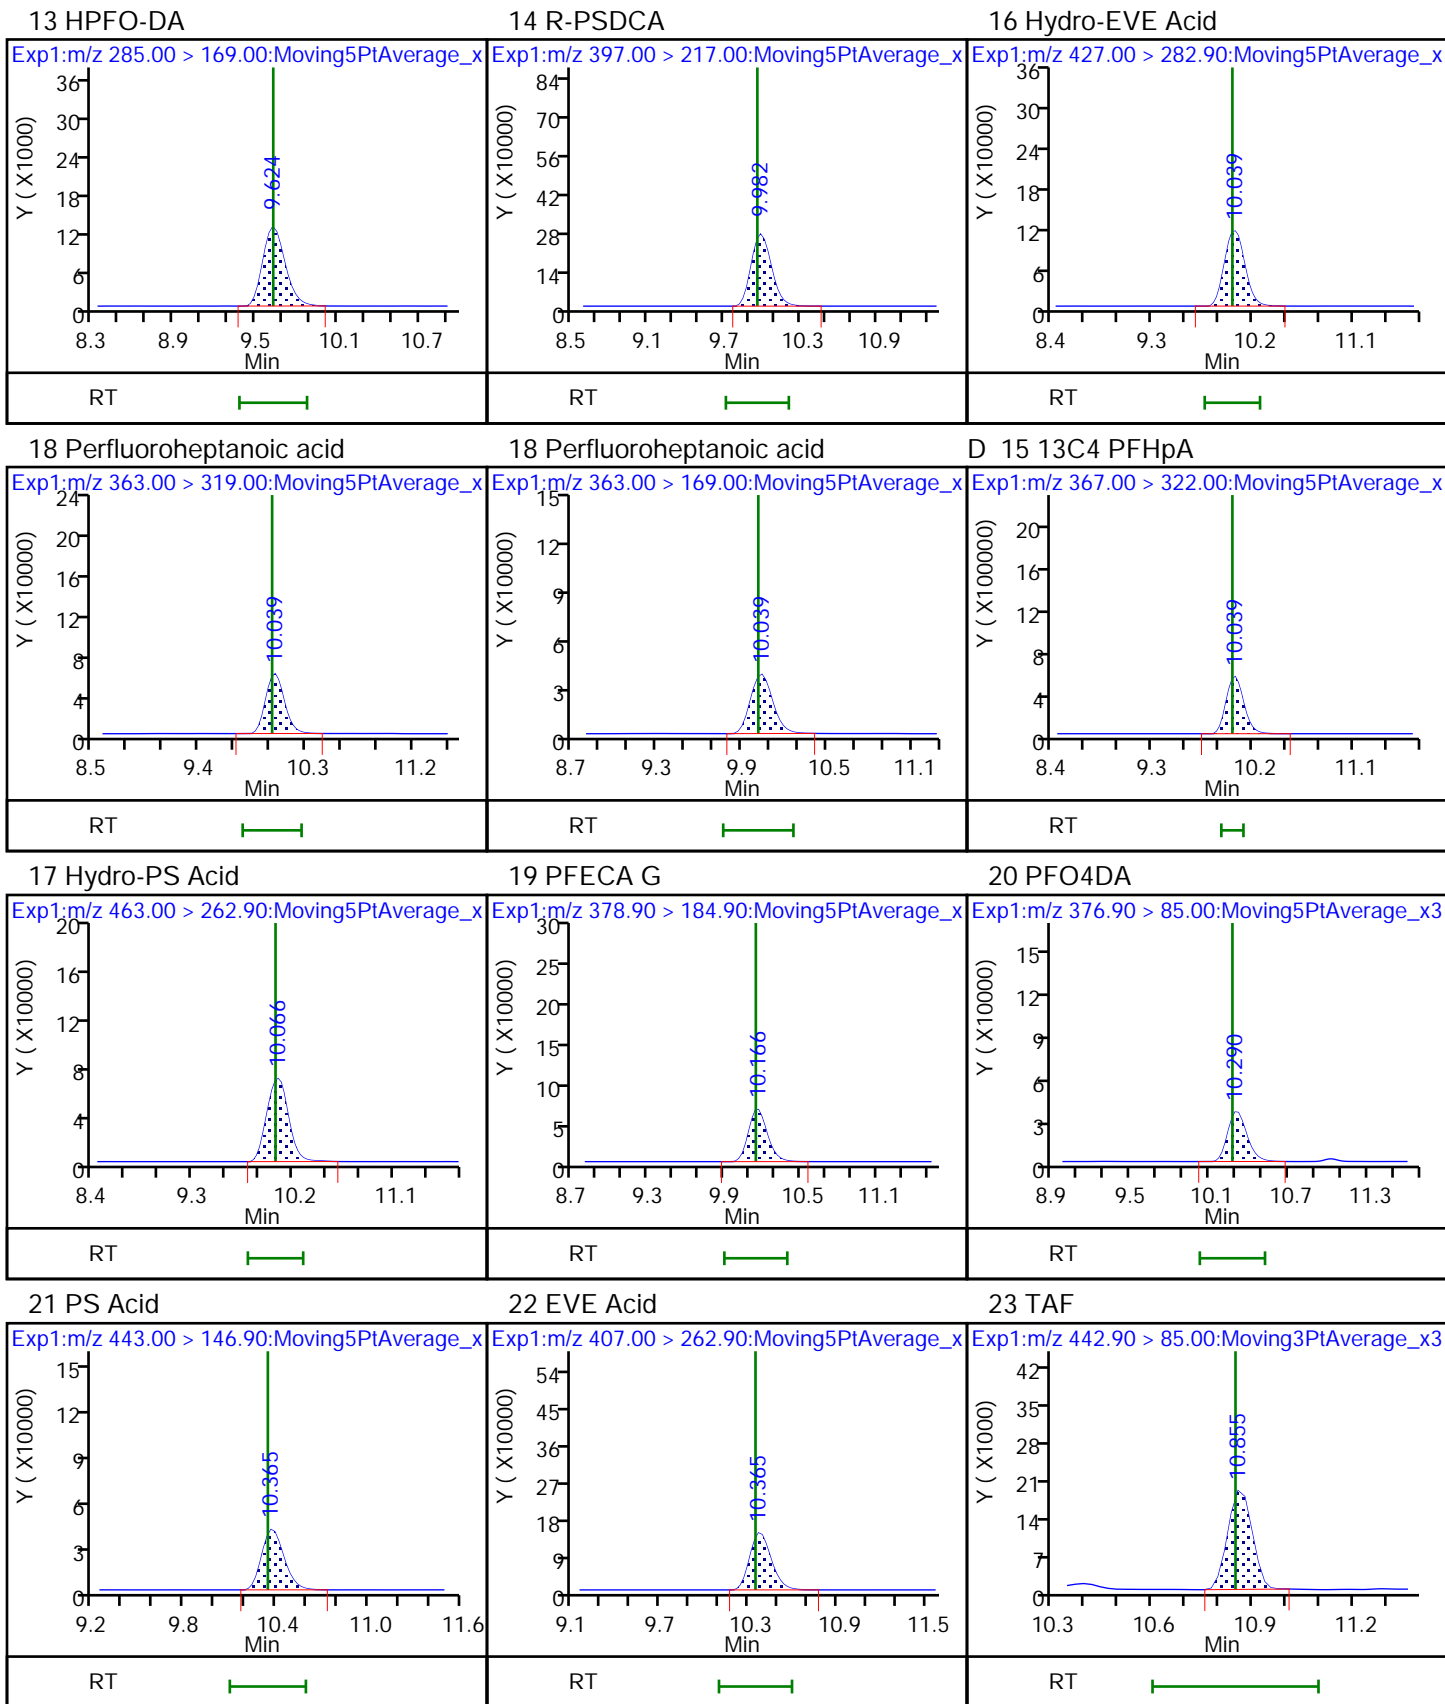 13 HPFO-DA
Exp1:m/z 285.00 > 169.00:Moving5PtAverage_x
Y ( X10000)
36
30
24
18
12
6
0
9.624
8.3 8.9 9.5 10.1 10.7
Min
RT
14 R-PSDCA
Exp1:m/z 397.00 > 217.00:Moving5PtAverage_x
Y ( X10000)
84
70
56
42
28
14
0
9.982
8.5 9.1 9.7 10.3 10.9
Min
RT
16 Hydro-EVE Acid
Exp1:m/z 427.00 > 282.90:Moving5PtAverage_x
Y ( X10000)
36
30
24
18
12
6
0
10.039
8.4 9.3 10.2 11.1
Min
RT
18 Perfluoroheptanoic acid
Exp1:m/z 363.00 > 319.00:Moving5PtAverage_x
Y ( X10000)
24
20
16
12
8
4
0
10.039
8.5 9.4 10.3 11.2
Min
RT
18 Perfluoroheptanoic acid
Exp1:m/z 363.00 > 169.00:Moving5PtAverage_x
Y ( X10000)
15
12
9
6
3
0
10.039
8.7 9.3 9.9 10.5 11.1
Min
RT
D 15 13C4 PFHpA
Exp1:m/z 367.00 > 322.00:Moving5PtAverage_x
Y ( X100000)
20
16
12
8
4
0
10.039
8.4 9.3 10.2 11.1
Min
RT
17 Hydro-PS Acid
Exp1:m/z 463.00 > 262.90:Moving5PtAverage_x
Y ( X10000)
20
16
12
8
4
0
10.066
8.4 9.3 10.2 11.1
Min
RT
19 PFECA G
Exp1:m/z 378.90 > 184.90:Moving5PtAverage_x
Y ( X10000)
30
25
20
15
10
5
0
10.166
8.7 9.3 9.9 10.5 11.1
Min
RT
20 PFO4DA
Exp1:m/z 376.90 > 85.00:Moving5PtAverage_x3
Y ( X10000)
15
12
9
6
3
0
10.290
8.9 9.5 10.1 10.7 11.3
Min
RT
21 PS Acid
Exp1:m/z 443.00 > 146.90:Moving5PtAverage_x
Y ( X10000)
15
12
9
6
3
0
10.365
9.2 9.8 10.4 11.0 11.6
Min
RT
22 EVE Acid
Exp1:m/z 407.00 > 262.90:Moving5PtAverage_x
Y ( X10000)
54
45
36
27
18
9
0
10.365
9.1 9.7 10.3 10.9 11.5
Min
RT
23 TAF
Exp1:m/z 442.90 > 85.00:Moving3PtAverage_x3
Y ( X1000)
42
35
28
21
14
7
0
10.855
10.3 10.6 10.9 11.2
Min
RT